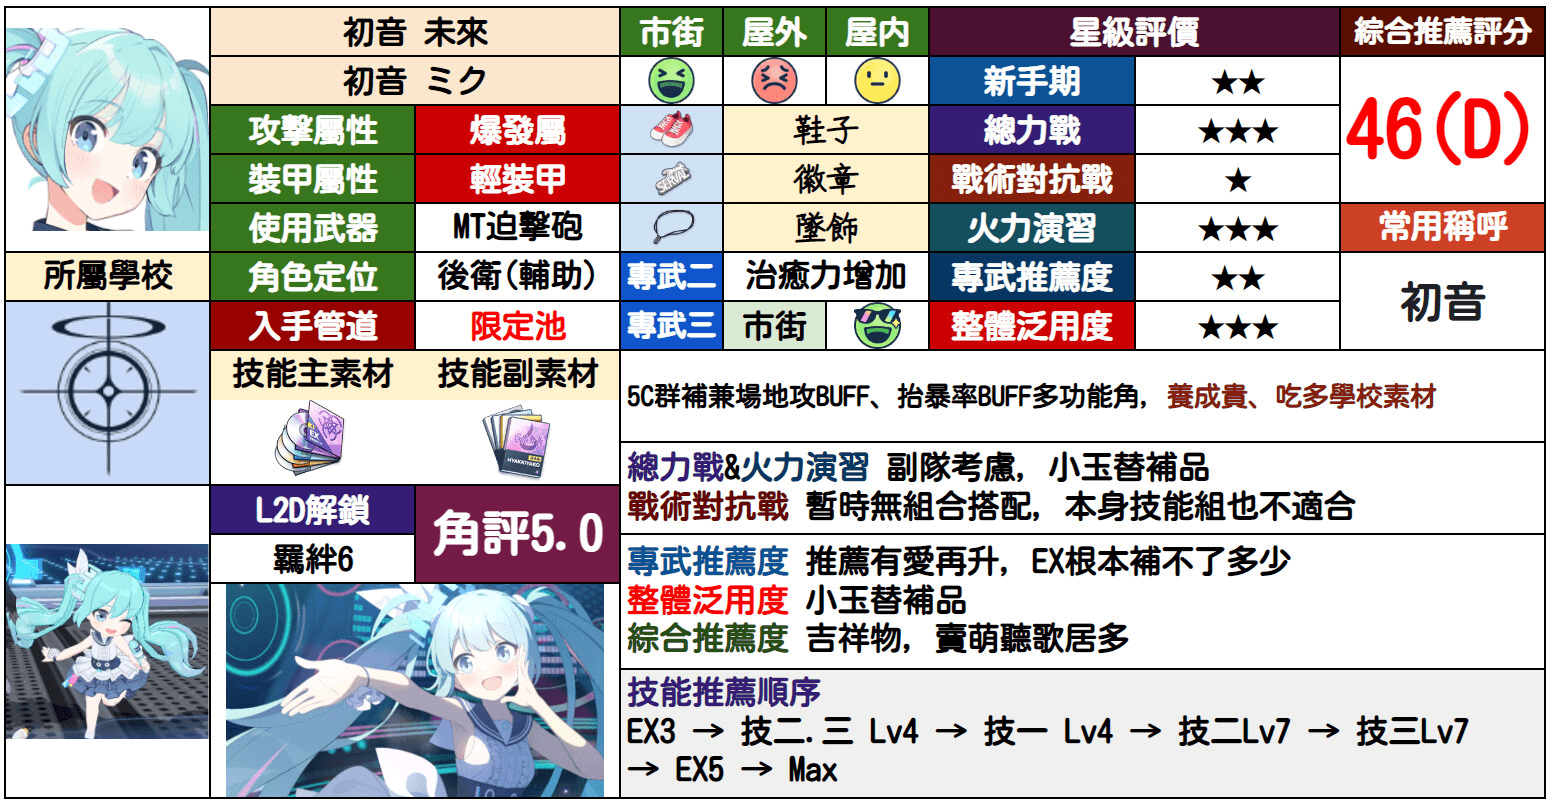 初音 未來
初音 ミク
市街 屋外 屋内
星級評價
綜合推薦評分
攻擊屬性 爆發屬
裝甲屬性 輕裝甲
使用武器 MT迫擊砲
角色定位 後衛(輔助)
入手管道 限定池
鞋子
徽章
SERVAL
墜飾
專武二 治癒力增加
專武三 市街
新手期 ★★
總力戰 ★★★
戰術對抗戰 ★
火力演習 ★★★
專武推薦度 ★★
整體泛用度 ★★★
46(D)
常用稱呼
初音
所屬學校
技能主素材 技能副素材
EX
HYAKKIYAKO
L2D解鎖
羈絆6
角評5.0
5C群補兼場地攻BUFF、抬暴率BUFF多功能角, 養成貴、吃多學校素材
總力戰&火力演習 副隊考慮, 小玉替補品
戰術對抗戰 暫時無組合搭配, 本身技能組也不適合
專武推薦度 推薦有愛再升, EX根本補不了多少
整體泛用度 小玉替補品
綜合推薦度 吉祥物, 賣萌聽歌居多
技能推薦順序
EX3 → 技二.三 Lv4 → 技一 Lv4 → 技二Lv7 → 技三Lv7
→ EX5 → Max